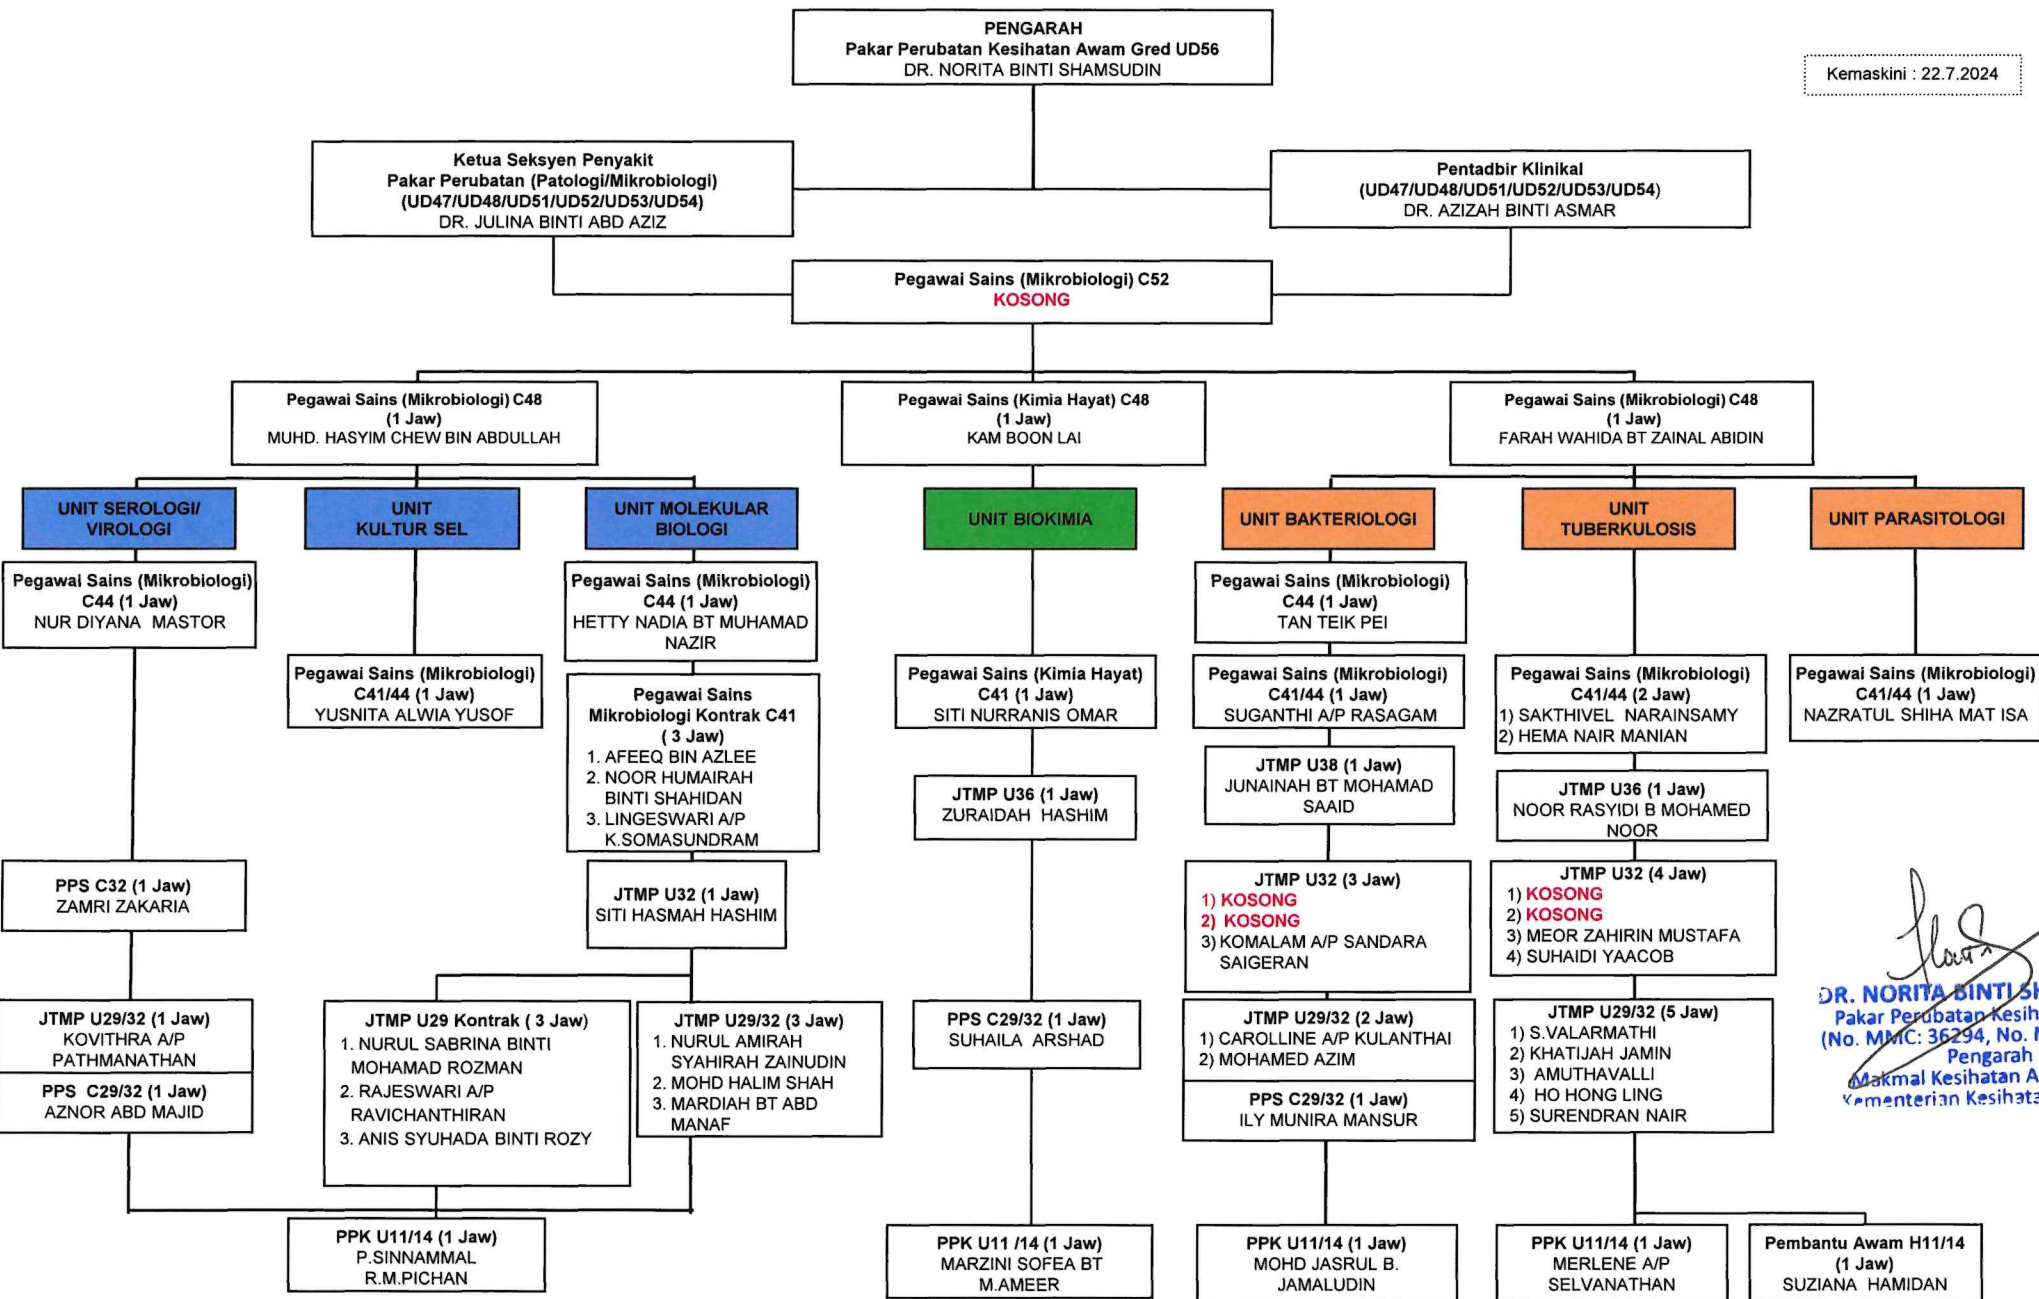 PENGARAH
Pakar Perubatan Kesihatan Awam Gred UD56
DR. NORITA BINTI SHAMSUDIN
Kemaskini : 22.7.2024
Ketua Seksyen Penyakit
Pakar Perubatan (Patologi/Mikrobiologi)
(UD47/UD48/UD51/UD52/UD53/UD54)
DR. JULINA BINTI ABD AZIZ
Pentadbir Klinikal
(UD47/UD48/UD51/UD52/UD53/UD54)
DR. AZIZAH BINTI ASMAR
Pegawai Sains (Mikrobiologi) C52
KOSONG
Pegawai Sains (Mikrobiologi) C48
(1 Jaw)
MUHD. HASYIM CHEW BIN ABDULLAH
Pegawai Sains (Kimia Hayat) C48
(1 Jaw)
KAM BOON LAI
Pegawai Sains (Mikrobiologi) C48
(1 Jaw)
FARAH WAHIDA BT ZAINAL ABIDIN
UNIT SEROLOGI/
VIROLOGI
UNIT
KULTUR SEL
UNIT MOLEKULAR
BIOLOGI
UNIT BIOKIMIA
UNIT BAKTERIOLOGI
UNIT
TUBERKULOSIS
UNIT PARASITOLOGI
Pegawai Sains (Mikrobiologi)
C44 (1 Jaw)
NUR DIYANA MASTOR
Pegawai Sains (Mikrobiologi)
C44 (1 Jaw)
HETTY NADIA BT MUHAMAD
NAZIR
Pegawai Sains (Mikrobiologi)
C44 (1 Jaw)
TAN TEIK PEI
Pegawai Sains (Mikrobiologi)
C41/44 (1 Jaw)
YUSNITA ALWIA YUSOF
Pegawai Sains
Mikrobiologi Kontrak C41
( 3 Jaw)
1. AFEEQ BIN AZLEE
2. NOOR HUMAIRAH
BINTI SHAHIDAN
3. LINGESWARI A/P
K.SOMASUNDRAM
Pegawai Sains (Kimia Hayat)
C41 (1 Jaw)
SITI NURRANIS OMAR
Pegawai Sains (Mikrobiologi)
C41/44 (1 Jaw)
SUGANTHI A/P RASAGAM
Pegawai Sains (Mikrobiologi)
C41/44 (2 Jaw)
1) SAKTHIVEL NARAINSAMY
2) HEMA NAIR MANIAN
Pegawai Sains (Mikrobiologi)
C41/44 (1 Jaw)
NAZRATUL SHIHA MAT ISA
JTMP U36 (1 Jaw)
ZURAIDAH HASHIM
JTMP U38 (1 Jaw)
JUNAINAH BT MOHAMAD
SAAID
JTMP U36 (1 Jaw)
NOOR RASYIDI B MOHAMED
NOOR
PPS C32 (1 Jaw)
ZAMRI ZAKARIA
JTMP U32 (1 Jaw)
SITI HASMAH HASHIM
JTMP U32 (3 Jaw)
1) KOSONG
2) KOSONG
3) KOMALAM A/P SANDARA
SAIGERAN
JTMP U32 (4 Jaw)
1) KOSONG
2) KOSONG
3) MEOR ZAHIRIN MUSTAFA
4) SUHAIDI YAACOB
JTMP U29/32 (1 Jaw)
KOVITHRA A/P
PATHMANATHAN
PPS C29/32 (1 Jaw)
AZNOR ABD MAJID
JTMP U29 Kontrak ( 3 Jaw)
1. NURUL SABRINA BINTI
MOHAMAD ROZMAN
2. RAJESWARI A/P
RAVICHANTHIRAN
3. ANIS SYUHADA BINTI ROZY
JTMP U29/32 (3 Jaw)
1. NURUL AMIRAH
SYAHIRAH ZAINUDIN
2. MOHD HALIM SHAH
3. MARDIAH BT ABD
MANAF
PPS C29/32 (1 Jaw)
SUHAILA ARSHAD
JTMP U29/32 (2 Jaw)
1) CAROLLINE A/P KULANTHAI
2) MOHAMED AZIM
PPS C29/32 (1 Jaw)
ILY MUNIRA MANSUR
JTMP U29/32 (5 Jaw)
1) S.VALARMATHI
2) KHATIJAH JAMIN
3) AMUTHAVALLI
4) HO HONG LING
5) SURENDRAN NAIR
DR. NORITA BINTI
Pakar Perubatan
(No. MMC: 36294, No.
Pengarah
Makmal Kesihatan
Kementerian
PPK U11/14 (1 Jaw)
P.SINNAMMAL
R.M.PICHAN
PPK U11 /14 (1 Jaw)
MARZINI SOFEA BT
M.AMEER
PPK U11/14 (1 Jaw)
MOHD JASRUL B.
JAMALUDIN
PPK U11/14 (1 Jaw)
MERLENE A/P
SELVANATHAN
Pembantu Awam H11/14
(1 Jaw)
SUZIANA HAMIDAN